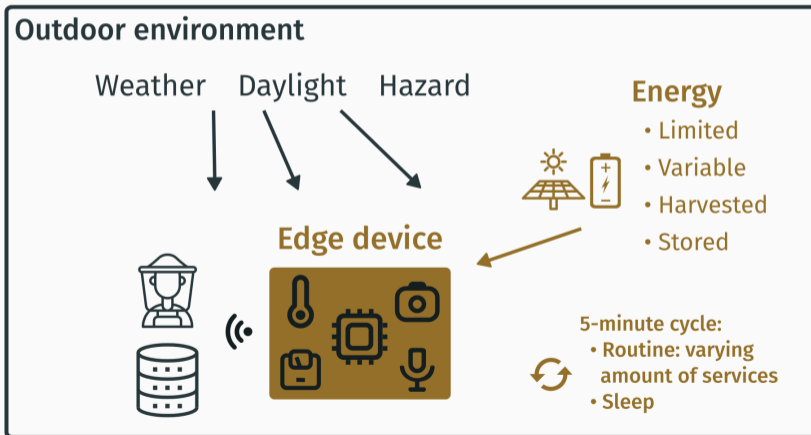 Outdoor environment
Weather Daylight Hazard
Energy
• Limited
• Variable
• Harvested
• Stored
Edge device
5-minute cycle:
• Routine: varying
amount of services
• Sleep